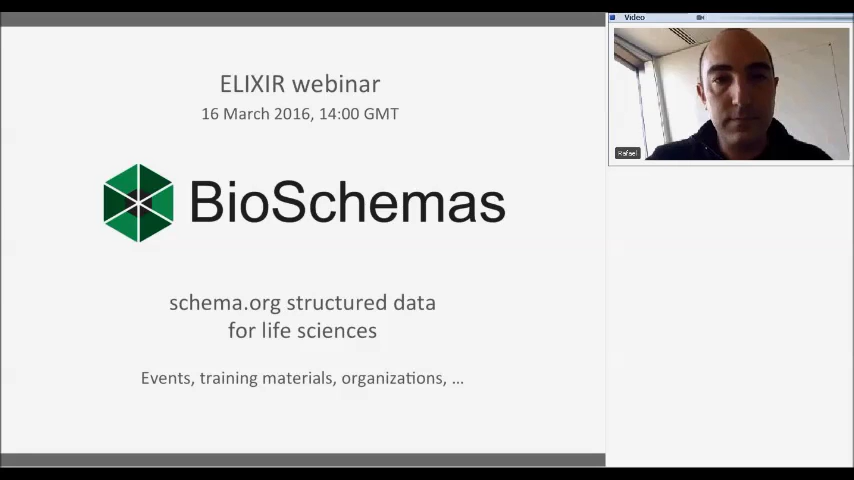 ELIXIR webinar
16 March 2016, 14:00 GMT
BioSchemas
schema.org structured data
for life sciences
Events, training materials, organizations, ...
Video
Rafael